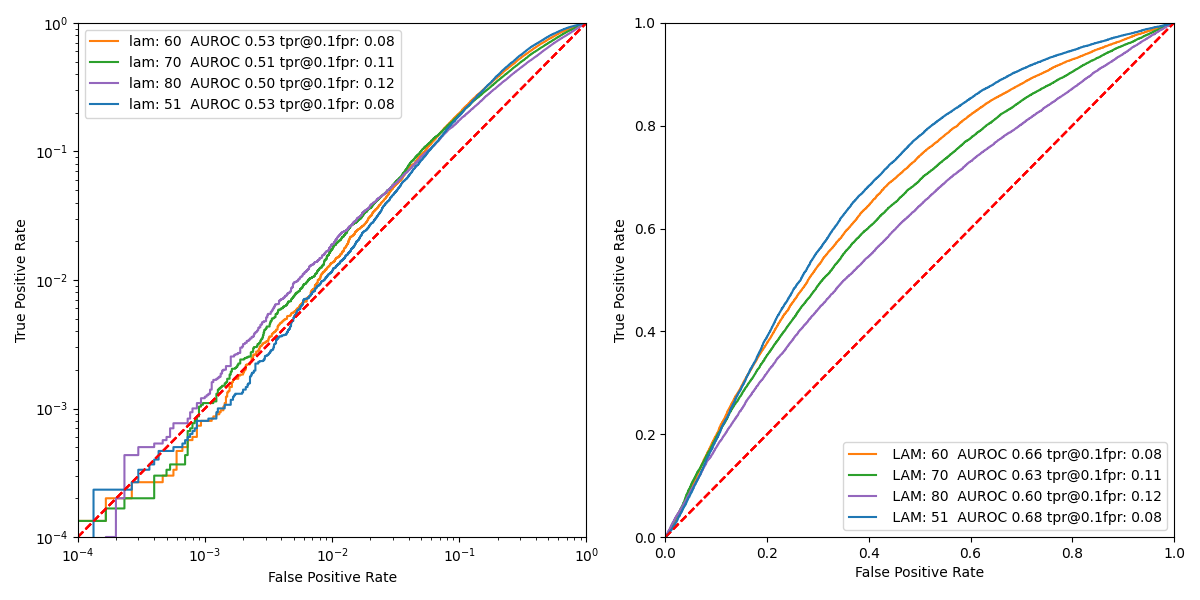 lam: 60 AUROC 0.53 tpr@0.1fpr: 0.08
lam: 70 AUROC 0.51 tpr@0.1fpr: 0.11
lam: 80 AUROC 0.50 tpr@0.1fpr: 0.12
lam: 51 AUROC 0.53 tpr@0.1fpr: 0.08
10⁰
10⁻¹
10⁻²
10⁻³
10⁻⁴
True Positive Rate
10⁻⁴ 10⁻³ 10⁻² 10⁻¹ 10⁰
False Positive Rate
1.0
0.8
0.6
0.4
0.2
0.0
True Positive Rate
LAM: 60 AUROC 0.66 tpr@0.1fpr: 0.08
LAM: 70 AUROC 0.63 tpr@0.1fpr: 0.11
LAM: 80 AUROC 0.60 tpr@0.1fpr: 0.12
LAM: 51 AUROC 0.68 tpr@0.1fpr: 0.08
0.0 0.2 0.4 0.6 0.8 1.0
False Positive Rate